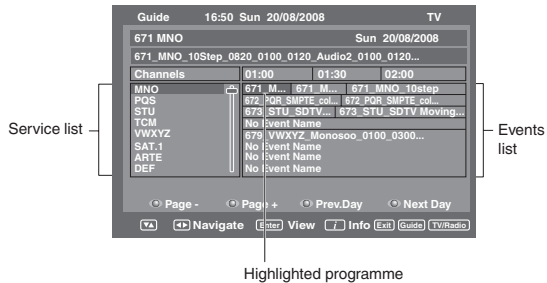 Guide 16:50 Sun 20/08/2008 TV
671 MNO Sun 20/08/2008
671_MNO_10Step_0820_0100_0120_Audio2_0100_0120...
Channels 01:00 01:30 02:00
MNO 671_M... 671_M... 671_MNO_10step
PQS 672_PQR_SMPTE_col... 672_PQR_SMPTE_col...
STU 673_STU_SDTV... 673_STU_SDTV Moving...
TCM No Event Name
VWXYZ 679_VWXYZ_Monosoo_0100_0300...
SAT.1 No Event Name
ARTE No Event Name
DEF No Event Name
Service list
Events list
Page - Page + Prev.Day Next Day
Navigate Enter View i Info Exit Guide TV/Radio
Highlighted programme